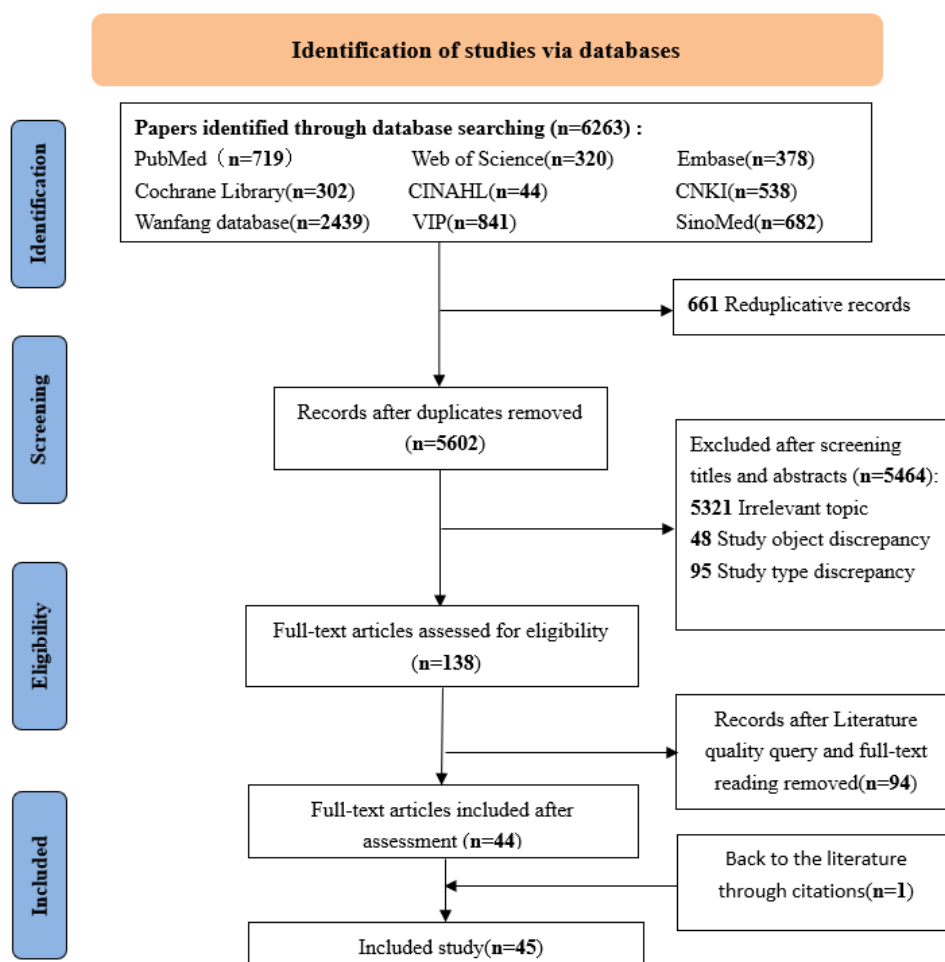 Identification of studies via databases
Identification
Papers identified through database searching (n=6263) :
PubMed（n=719） Web of Science(n=320) Embase(n=378)
Cochrane Library(n=302) CINAHL(n=44) CNKI(n=538)
Wanfang database(n=2439) VIP(n=841) SinoMed(n=682)
661 Reduplicative records
Screening
Records after duplicates removed
(n=5602)
Excluded after screening
titles and abstracts (n=5464):
5321 Irrelevant topic
48 Study object discrepancy
95 Study type discrepancy
Eligibility
Full-text articles assessed for eligibility
(n=138)
Records after Literature
quality query and full-text
reading removed(n=94)
Included
Full-text articles included after
assessment (n=44)
Back to the literature
through citations(n=1)
Included study(n=45)